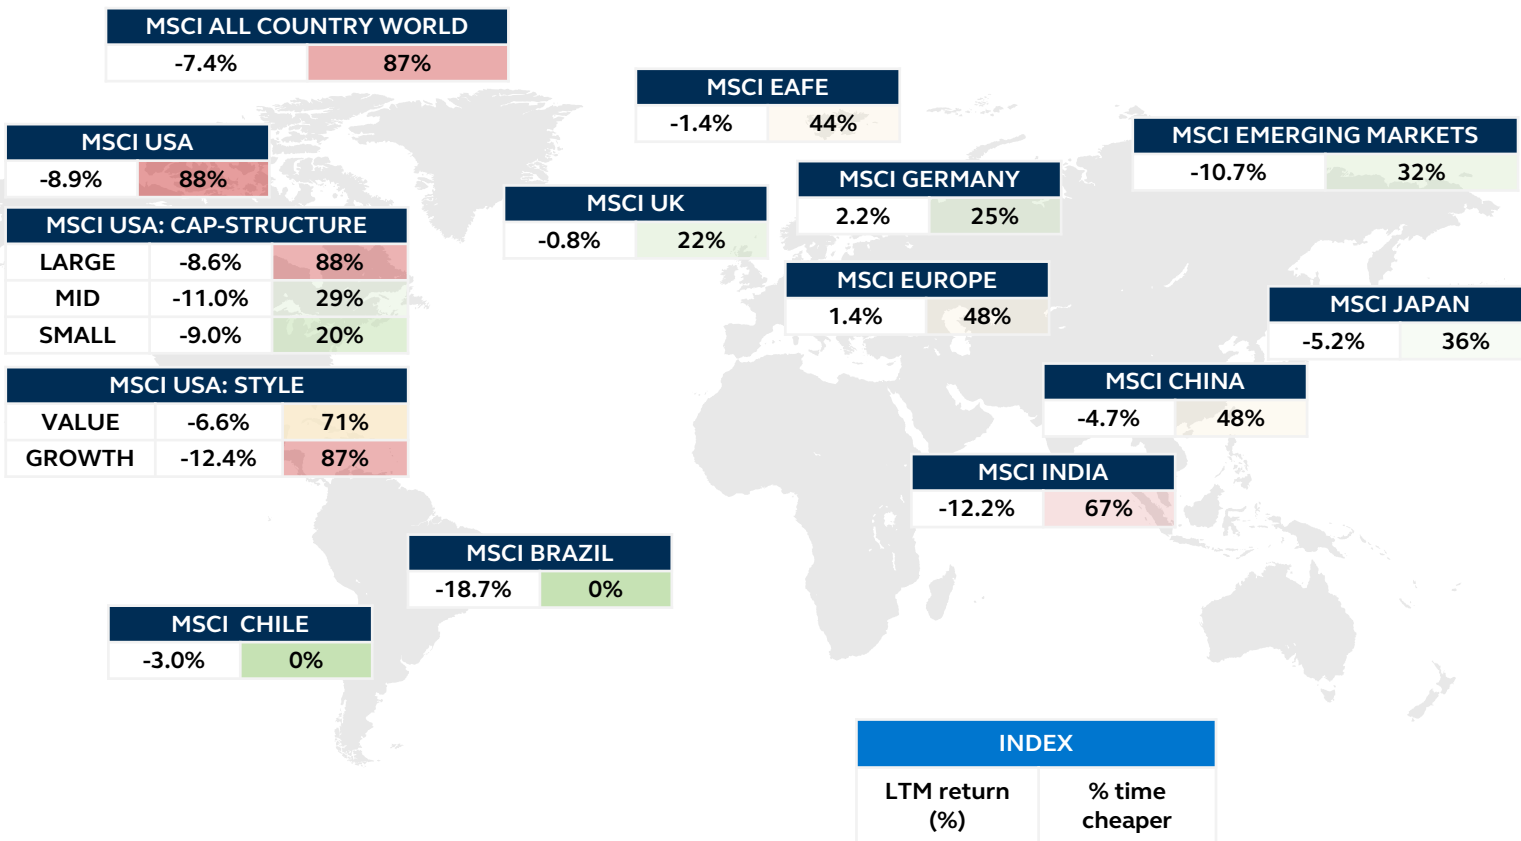 MSCI ALL COUNTRY WORLD
-7.4% 87%
MSCI EAFE
-1.4% 44%
MSCI USA
-8.9% 88%
MSCI EMERGING MARKETS
-10.7% 32%
MSCI GERMANY
2.2% 25%
MSCI UK
-0.8% 22%
MSCI USA: CAP-STRUCTURE
LARGE -8.6% 88%
MID -11.0% 29%
SMALL -9.0% 20%
MSCI EUROPE
1.4% 48%
MSCI JAPAN
-5.2% 36%
MSCI USA: STYLE
VALUE -6.6% 71%
GROWTH -12.4% 87%
MSCI CHINA
-4.7% 48%
MSCI INDIA
-12.2% 67%
MSCI BRAZIL
-18.7% 0%
MSCI CHILE
-3.0% 0%
INDEX
LTM return % time
(%) cheaper